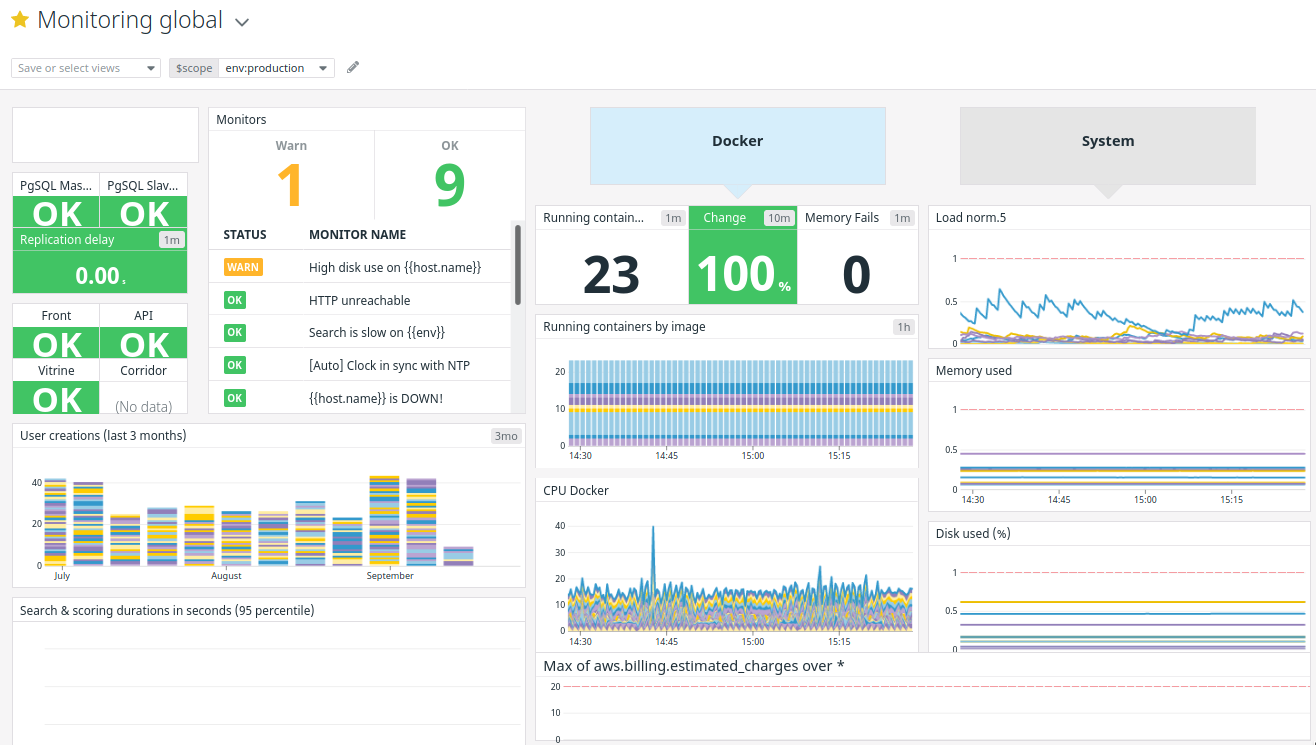 Monitoring global
Save or select views
$scope env:production
PgSQL Mas... PgSQL Slav...
OK OK
Replication delay 1m
0.00 s
Front API
OK OK
Vitrine Corridor
OK (No data)
Monitors
Warn OK
1 9
STATUS MONITOR NAME
WARN High disk use on {{host.name}}
OK HTTP unreachable
OK Search is slow on {{env}}
OK [Auto] Clock in sync with NTP
OK {{host.name}} is DOWN!
User creations (last 3 months) 3mo
40
20
0
July August September
Search & scoring durations in seconds (95 percentile)
Docker
Running contain... 1m Change 10m Memory Fails 1m
23 100 % 0
Running containers by image 1h
20
10
0
14:30 14:45 15:00 15:15
CPU Docker
40
30
20
10
0
14:30 14:45 15:00 15:15
System
Load norm.5
1
0.5
0
Memory used
1
0.5
0
14:30 14:45 15:00 15:15
Disk used (%)
1
0.5
0
Max of aws.billing.estimated_charges over *
20
10
0